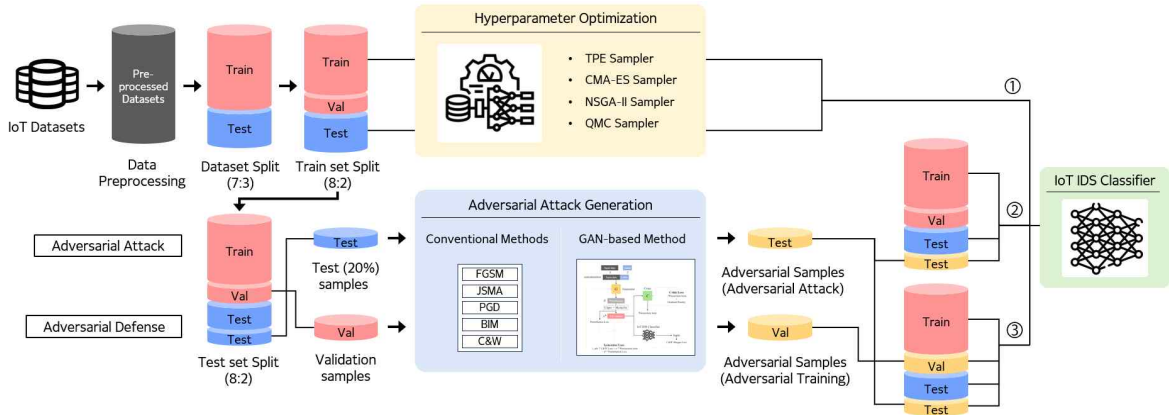 Hyperparameter Optimization
TPE Sampler
CMA-ES Sampler
NSGA-II Sampler
QMC Sampler
IoT Datasets
Pre-
processed
Datasets
Data
Preprocessing
Train
Test
Dataset Split
(7:3)
Train
Val
Test
Train set Split
(8:2)
①
Adversarial Attack
Adversarial Defense
Train
Val
Test
Test
Test set Split
(8:2)
Test
Test (20%)
samples
Val
Validation
samples
Adversarial Attack Generation
Conventional Methods
FGSM
JSMA
PGD
BIM
C&W
GAN-based Method
Test
Adversarial Samples
(Adversarial Attack)
Val
Adversarial Samples
(Adversarial Training)
Train
Val
Test
Test
②
Train
Val
Test
Test
③
IoT IDS Classifier